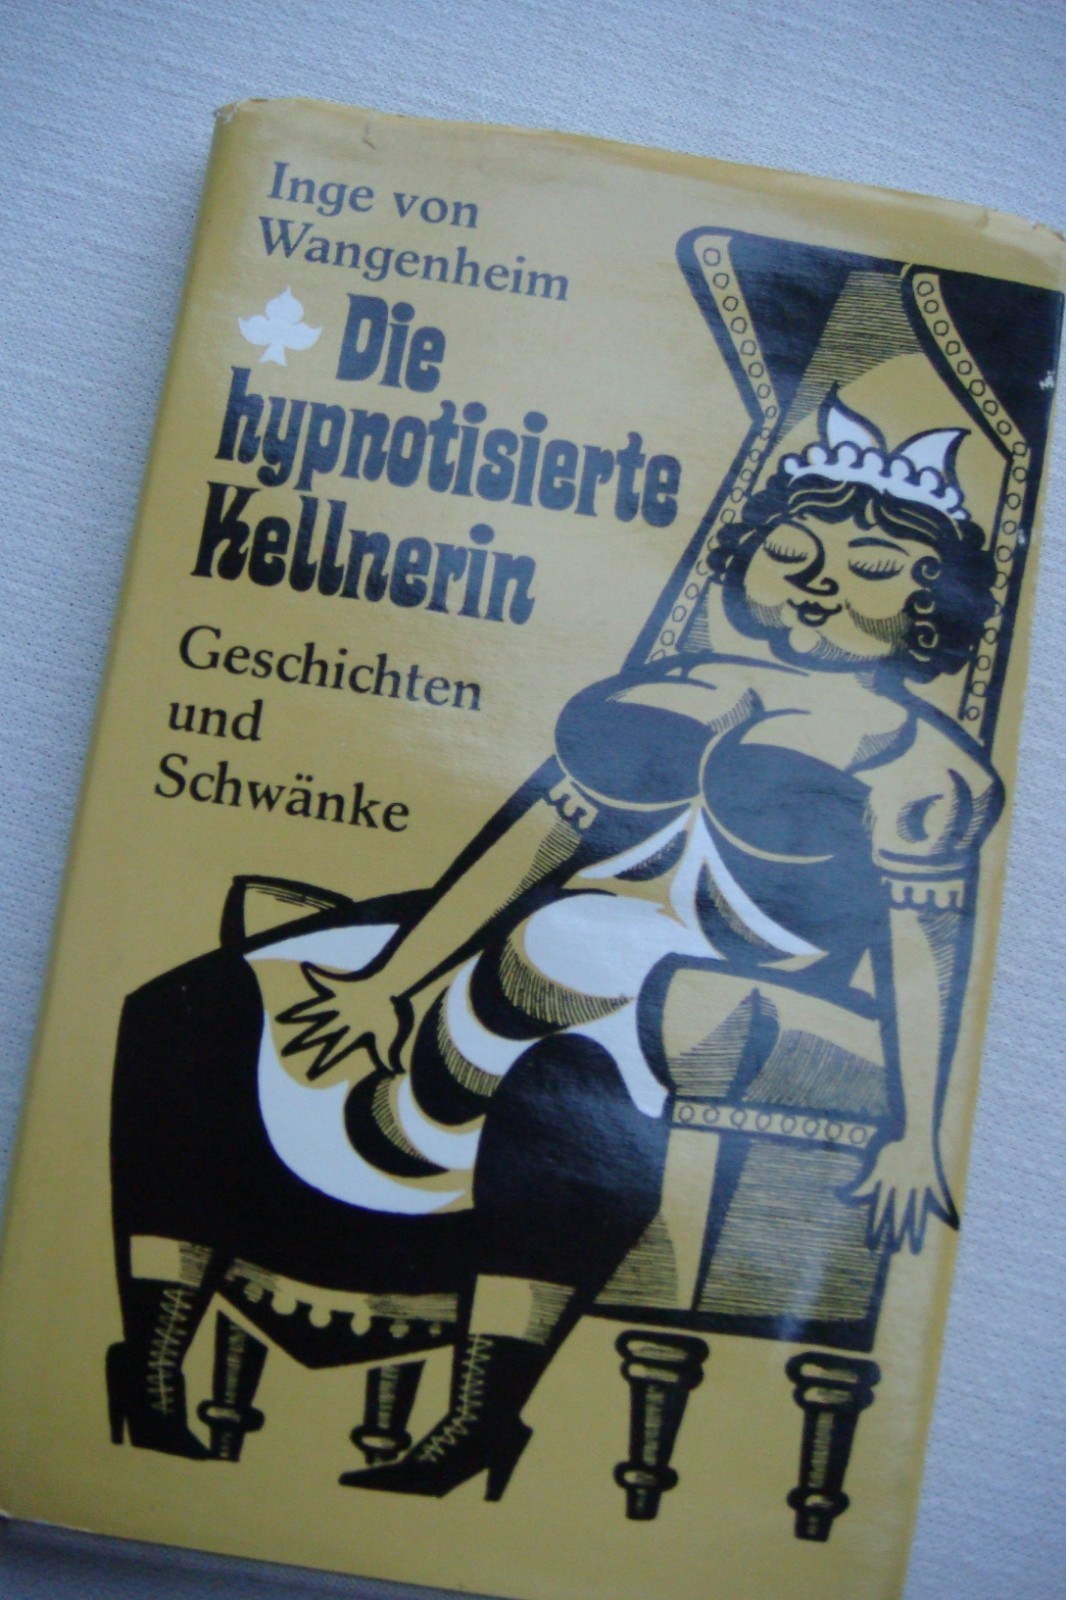 Inge von
Wangenheim
Die
hypnotisierte
Kellnerin
Geschichten
und
Schwänke